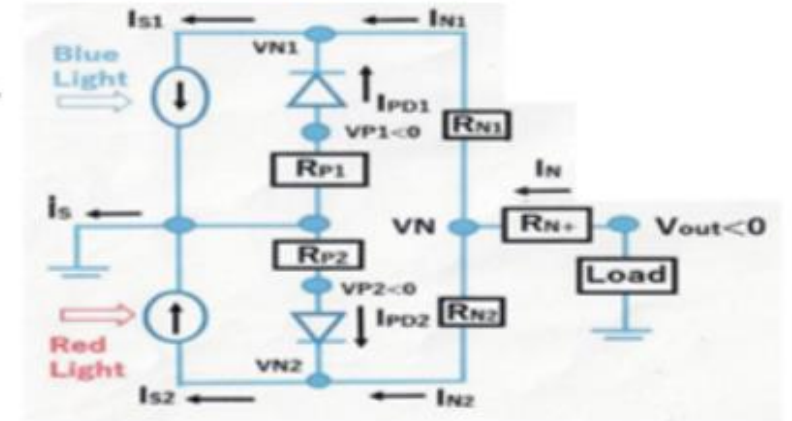 IS1
IN1
VN1
Blue
Light
IPD1
VP1<0
RN1
RP1
IN
is
VN
RN+
Vout<0
RP2
Load
VP2<0
IPD2
RN2
Red
Light
VN2
IS2
IN2